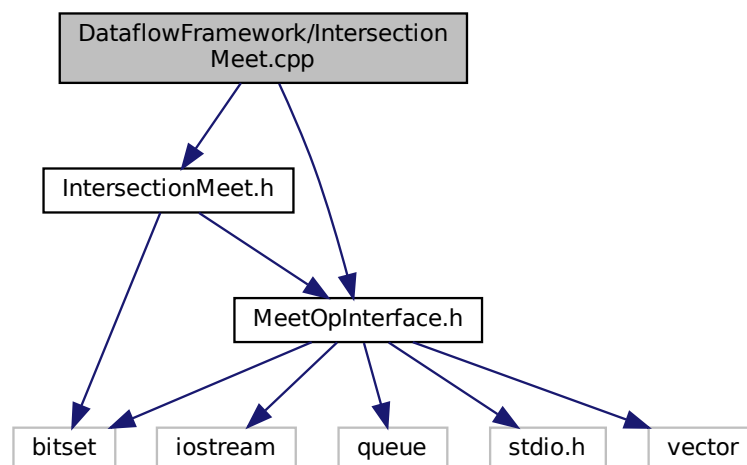 DataflowFramework/Intersection
Meet.cpp
IntersectionMeet.h
MeetOpInterface.h
bitset
iostream
queue
stdio.h
vector